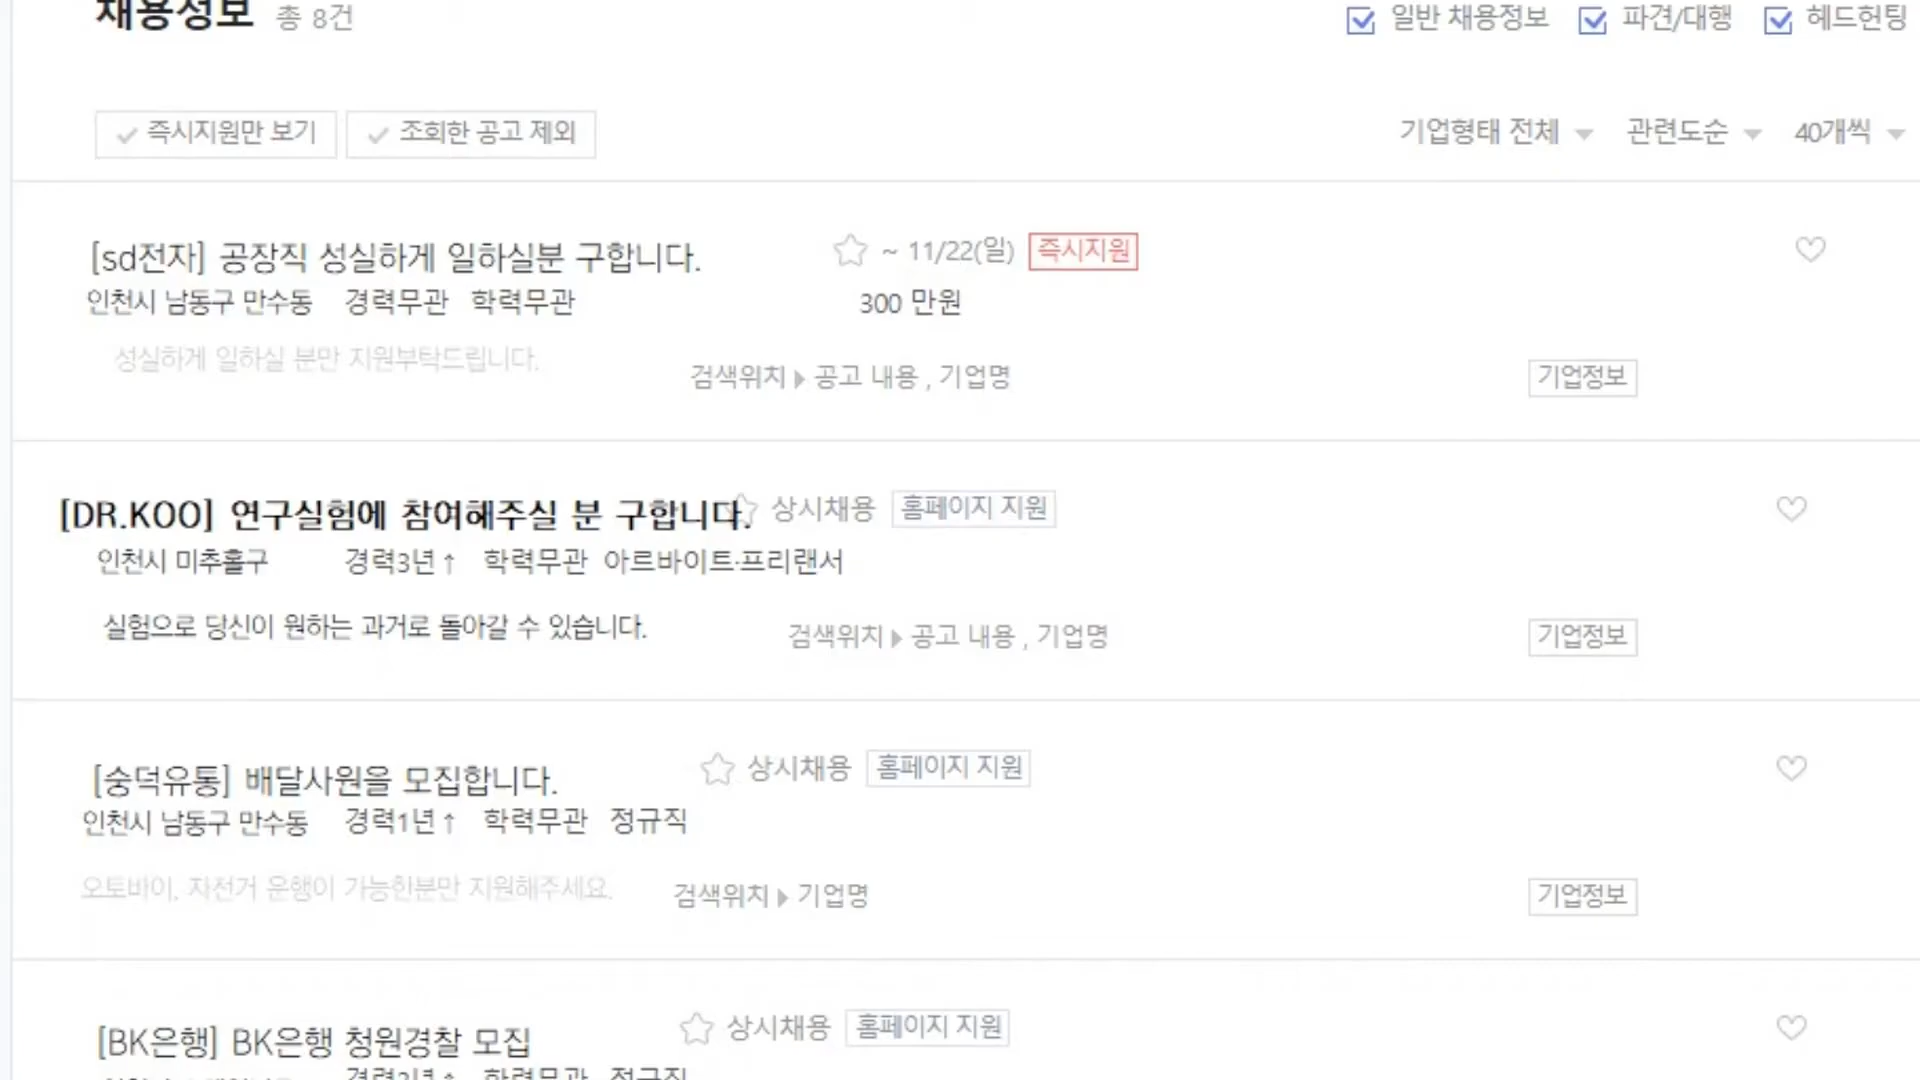 채용정보 총 8건
일반 채용정보 파견/대행 헤드헌팅
즉시지원만 보기 조회한 공고 제외
기업형태 전체 관련도순 40개씩
[sd전자] 공장직 성실하게 일하실분 구합니다. ~ 11/22(일) 즉시지원
인천시 남동구 만수동 경력무관 학력무관 300 만원
성실하게 일하실 분만 지원부탁드립니다.
검색위치 공고 내용 , 기업명 기업정보
[DR.KOO] 연구실험에 참여해주실 분 구합니다. 상시채용 홈페이지 지원
인천시 미추홀구 경력3년↑ 학력무관 아르바이트·프리랜서
실험으로 당신이 원하는 과거로 돌아갈 수 있습니다.
검색위치 공고 내용 , 기업명 기업정보
[숭덕유통] 배달사원을 모집합니다. 상시채용 홈페이지 지원
인천시 남동구 만수동 경력1년↑ 학력무관 정규직
오토바이, 자전거 운행이 가능한분만 지원해주세요.
검색위치 기업명 기업정보
[BK은행] BK은행 청원경찰 모집 상시채용 홈페이지 지원
학력무관 정규직